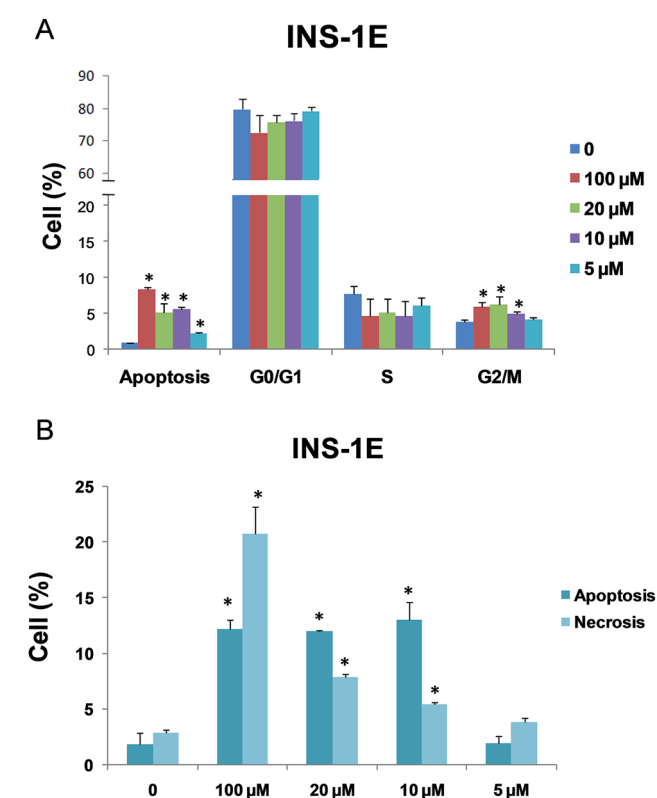 A
INS-1E
Cell (%)
90
80
70
60
20
15
10
5
0
* * * *
* * *
Apoptosis G0/G1 S G2/M
0
100 µM
20 µM
10 µM
5 µM
B
INS-1E
Cell (%)
25
20
15
10
5
0
* * * * * *
0 100 µM 20 µM 10 µM 5 µM
Apoptosis
Necrosis